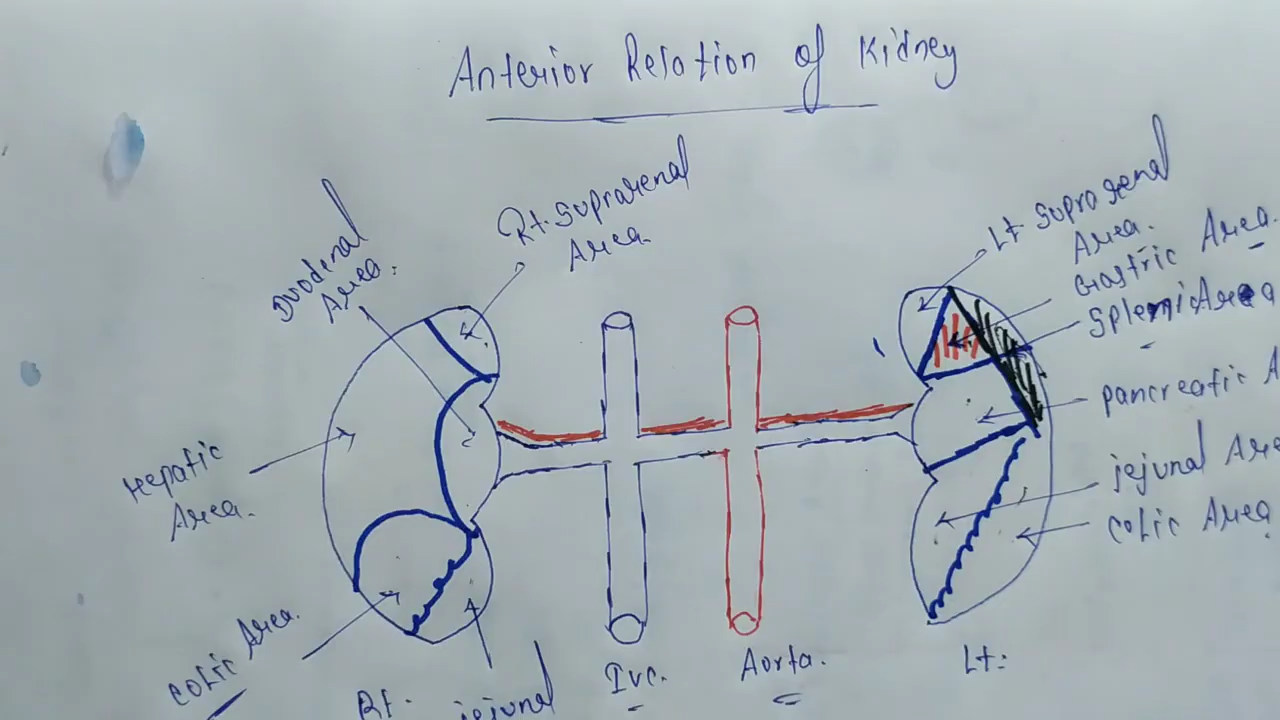 Anterior Relation of Kidney
Rt. Suprarenal
Area.
Duodenal
Area.
Lt. Suprarenal
Area.
Gastric Area.
Splenic Area
pancreatic A
jejunal Are
Colic Area
Hepatic
Area.
Colic Area.
Rt.
jejunal
Ivc.
Aorta.
Lt: